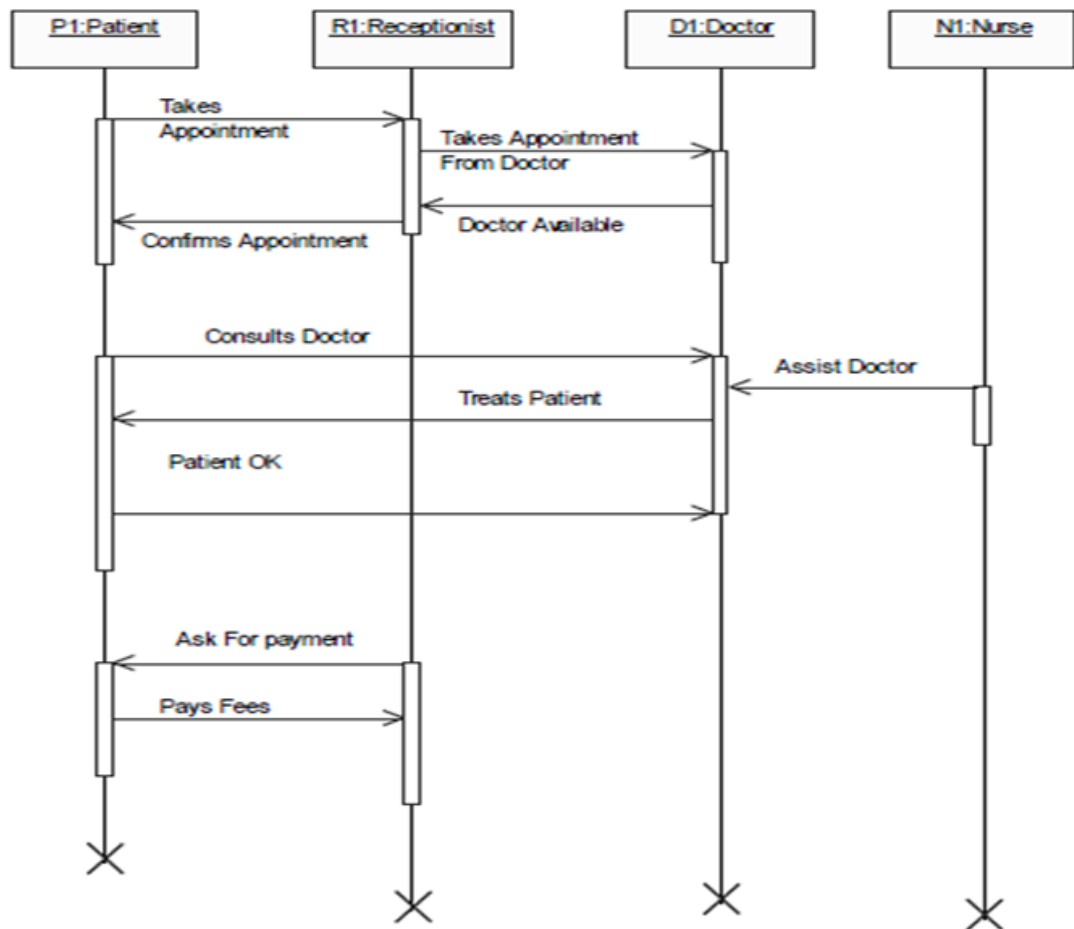 P1:Patient
R1:Receptionist
D1:Doctor
N1:Nurse
Takes
Appointment
Takes Appointment
From Doctor
Doctor Available
Confirms Appointment
Consults Doctor
Assist Doctor
Treats Patient
Patient OK
Ask For payment
Pays Fees